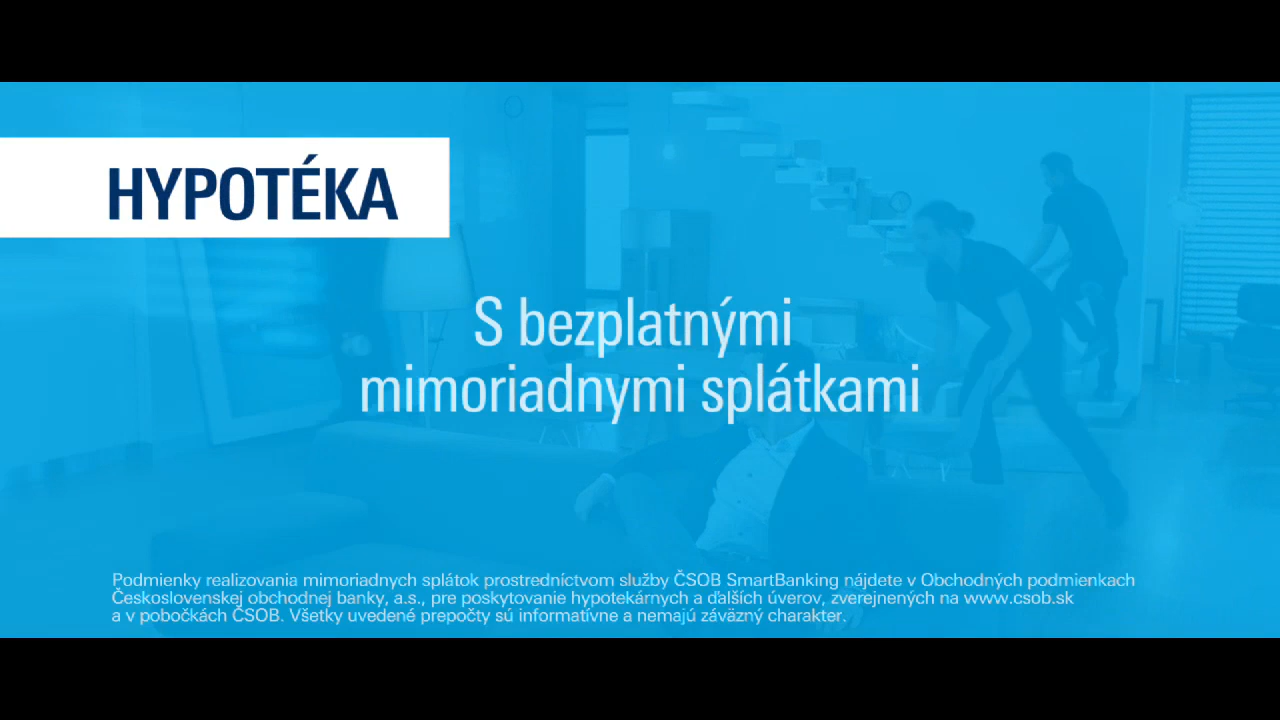 HYPOTÉKA
S bezplatnými
mimoriadnymi splátkami
Podmienky realizovania mimoriadnych splátok prostredníctvom služby ČSOB SmartBanking nájdete v Obchodných podmienkach
Československej obchodnej banky, a.s., pre poskytovanie hypotekárnych a ďalších úverov, zverejnených na www.csob.sk
a v pobočkách ČSOB. Všetky uvedené prepočty sú informatívne a nemajú záväzný charakter.